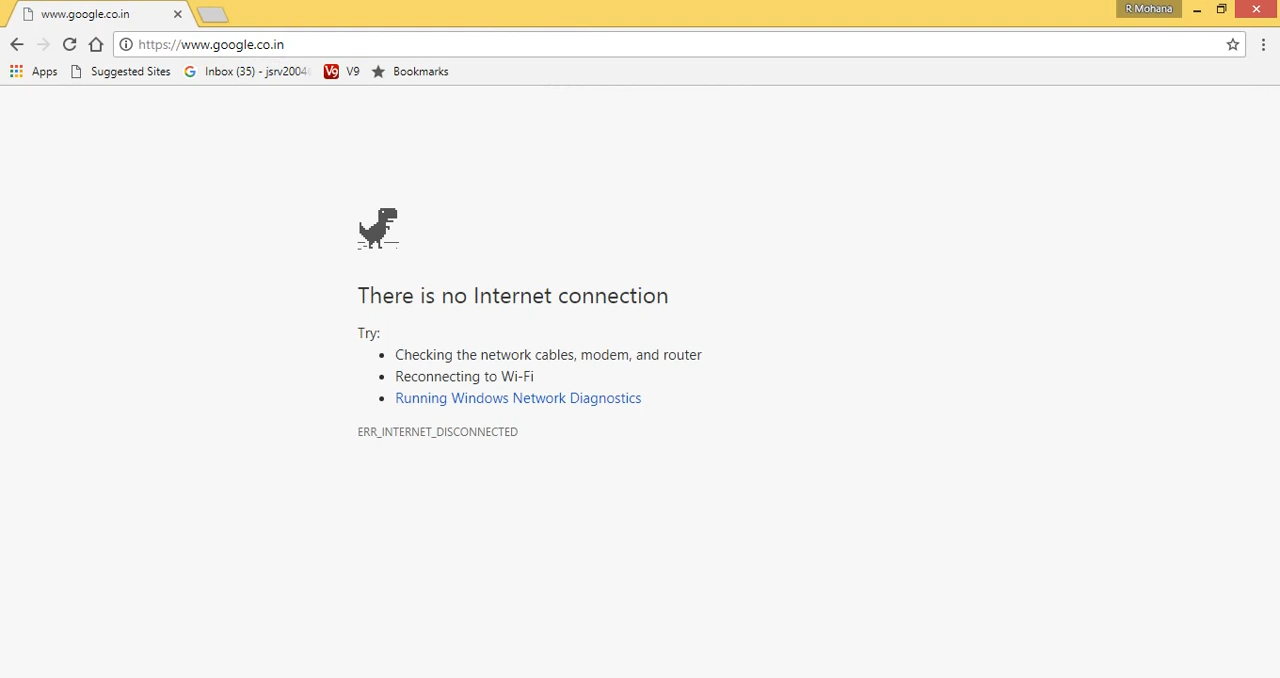 www.google.co.in
R Mohana
https://www.google.co.in
Apps Suggested Sites Inbox (35) - jsrv2004 V9 V9 Bookmarks
There is no Internet connection
Try:
Checking the network cables, modem, and router
Reconnecting to Wi-Fi
Running Windows Network Diagnostics
ERR_INTERNET_DISCONNECTED